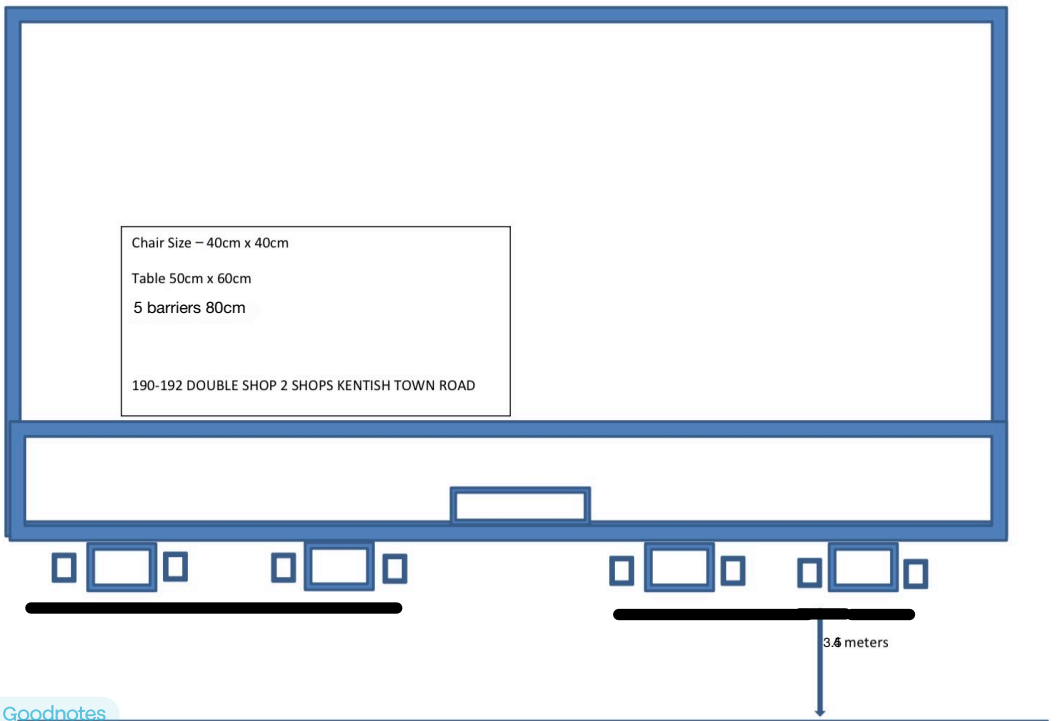 Chair Size – 40cm x 40cm
Table 50cm x 60cm
5 barriers 80cm
190-192 DOUBLE SHOP 2 SHOPS KENTISH TOWN ROAD
meters
Goodnotes